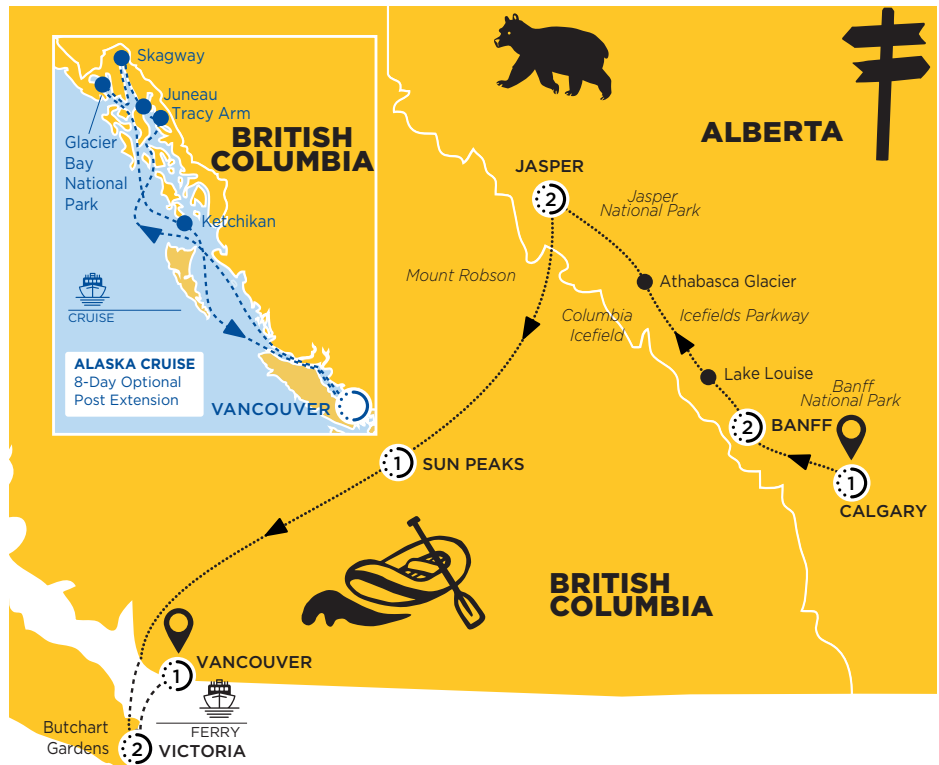 Skagway
Juneau
Tracy Arm
Glacier
Bay
National
Park
BRITISH
COLUMBIA
Ketchikan
CRUISE
ALASKA CRUISE
8-Day Optional
Post Extension
VANCOUVER
ALBERTA
JASPER
2
Jasper
National Park
Mount Robson
Athabasca Glacier
Columbia
Icefield
Icefields Parkway
Lake Louise
Banff
National Park
2
BANFF
1
CALGARY
1
SUN PEAKS
BRITISH
COLUMBIA
VANCOUVER
1
FERRY
Butchart
Gardens
2
VICTORIA